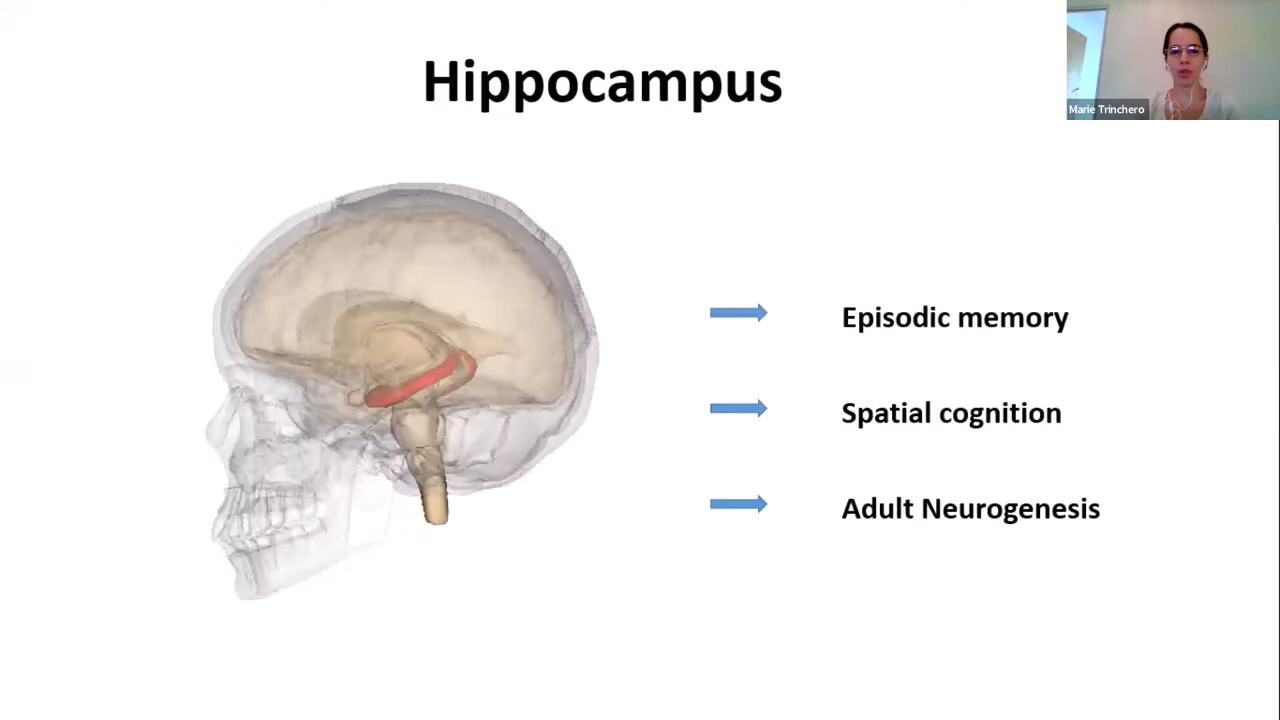 Hippocampus
Marie Trinchero
Episodic memory
Spatial cognition
Adult Neurogenesis